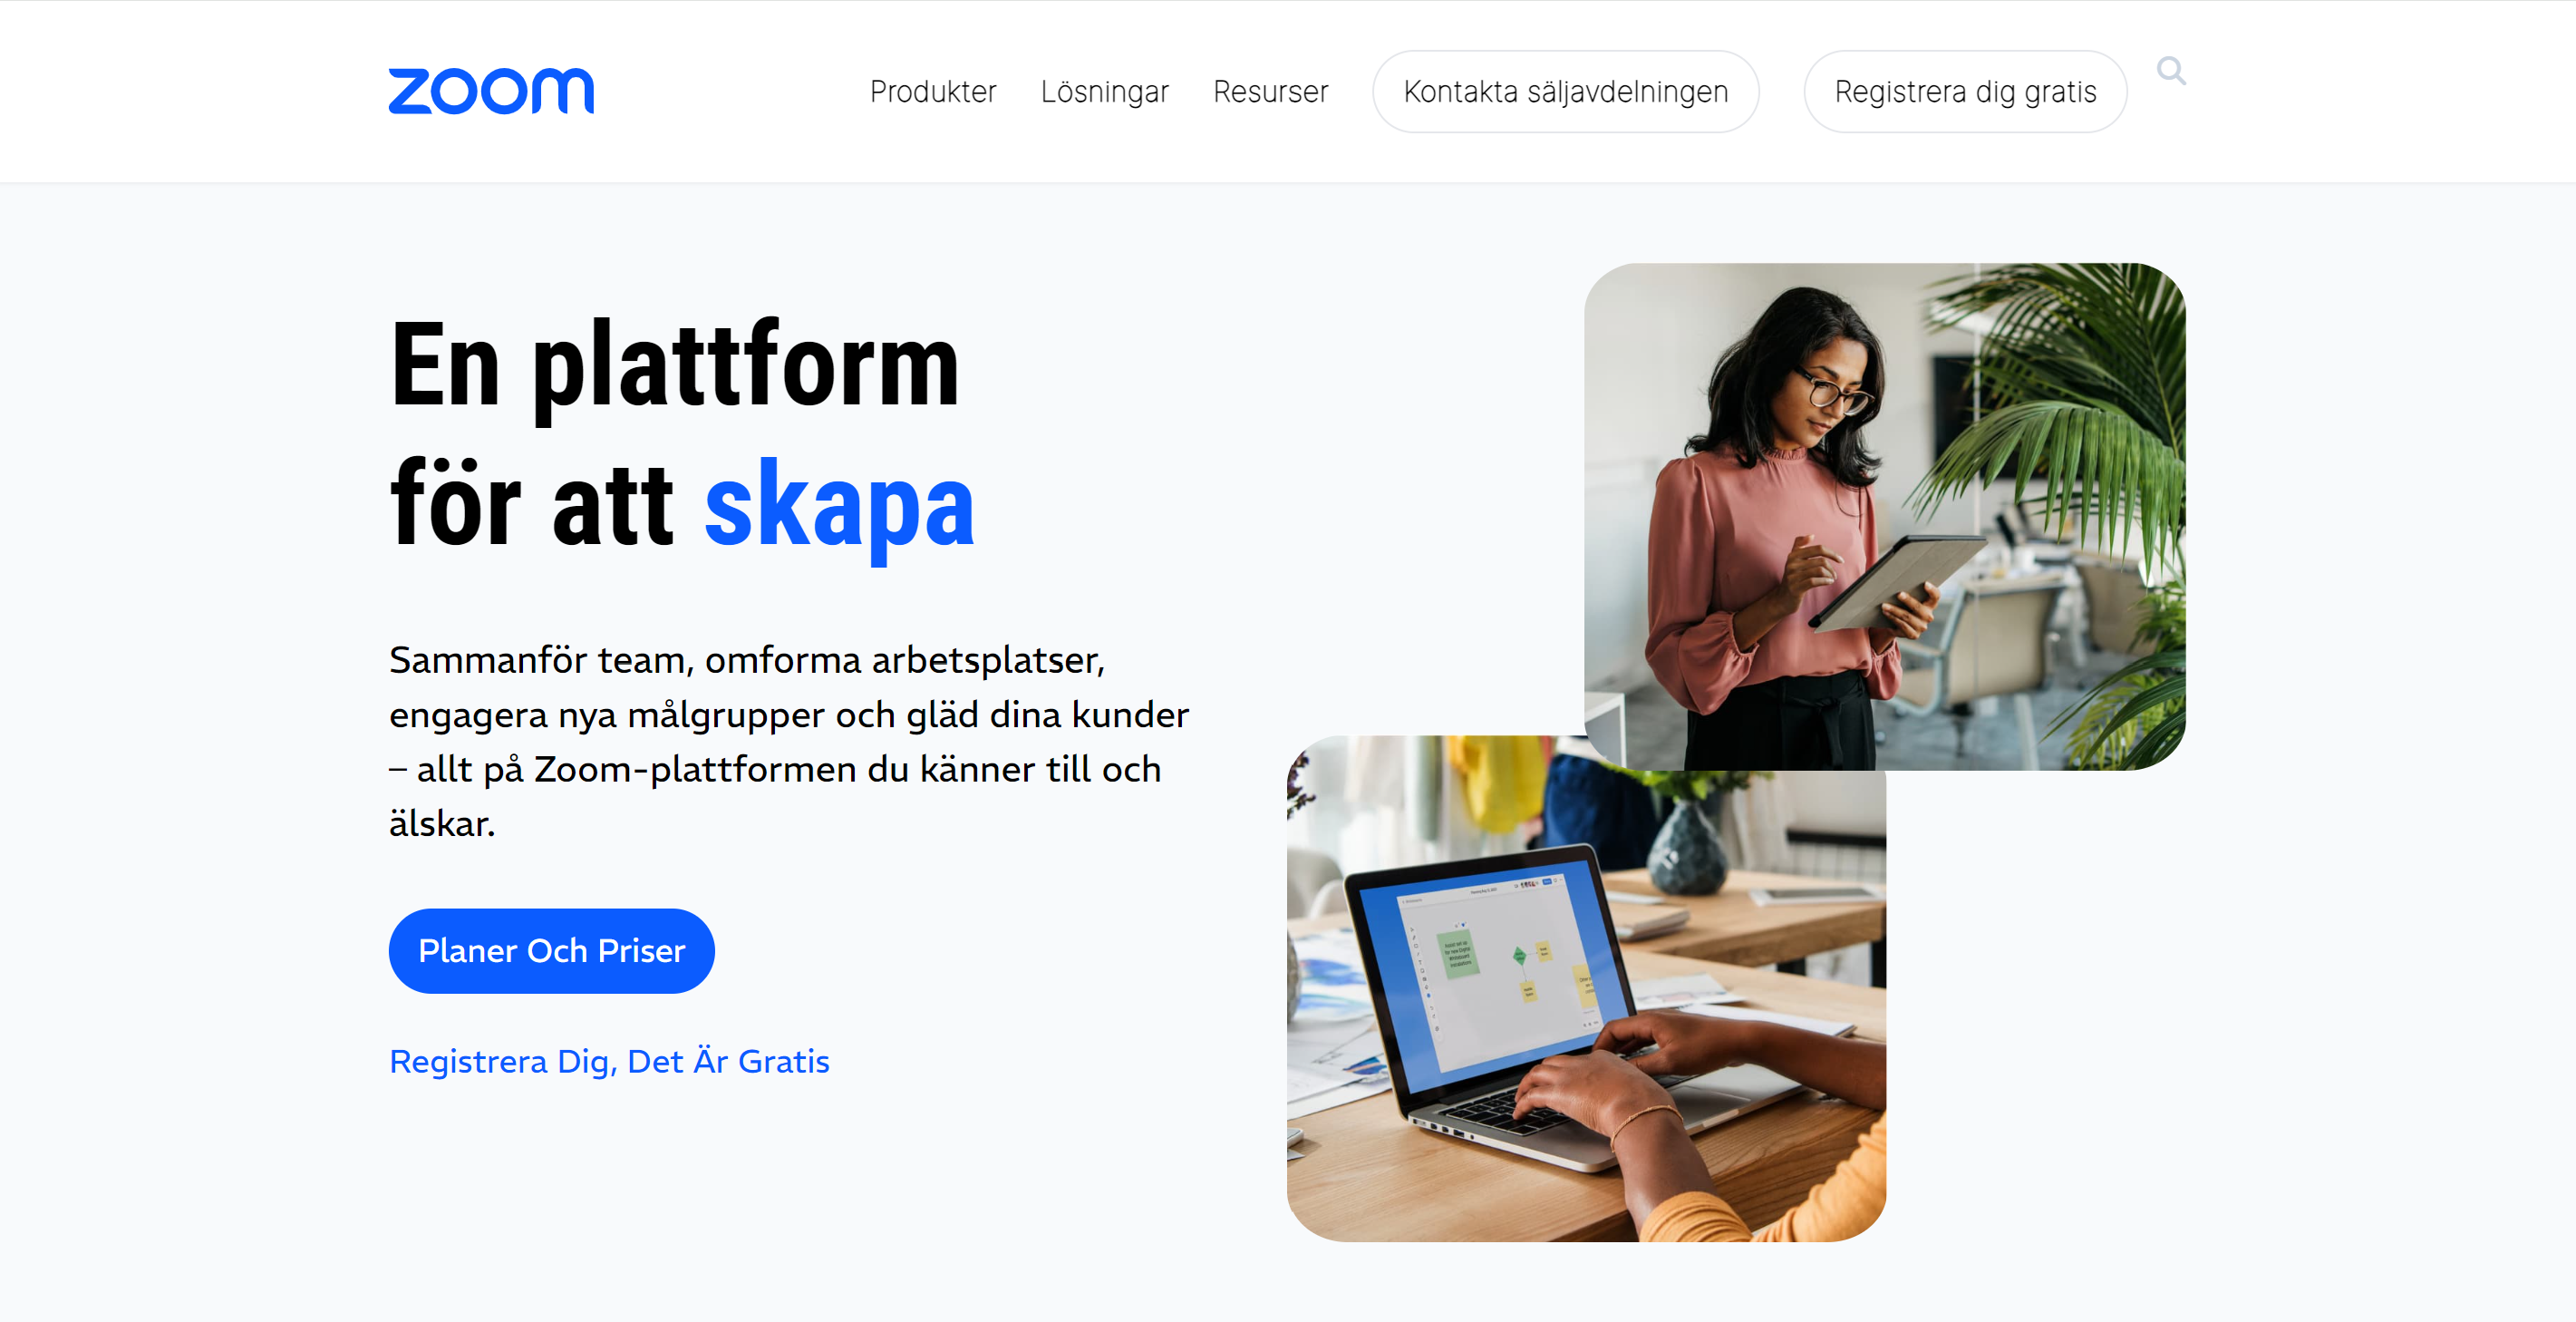 zoom
Produkter
Lösningar
Resurser
Kontakta säljavdelningen
Registrera dig gratis
En plattform
för att skapa
Sammanför team, omforma arbetsplatser,
engagera nya målgrupper och gläd dina kunder
– allt på Zoom-plattformen du känner till och
älskar.
Planer Och Priser
Registrera Dig, Det Är Gratis